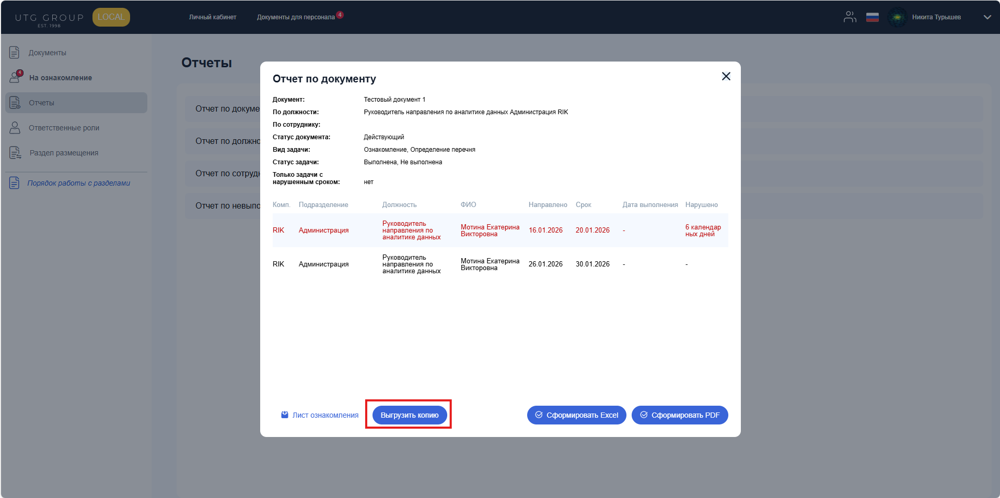 UTG GROUP
EST. 1998
LOCAL
Личный кабинет
Документы для персонала
4
Никита Турышев
Документы
4
На ознакомление
Отчеты
Ответственные роли
Раздел размещения
Порядок работы с разделами
Отчеты
Отчет по докуме
Отчет по должно
Отчет по сотрудн
Отчет по невыпо
Отчет по документу
Документ: Тестовый документ 1
По должности: Руководитель направления по аналитике данных Администрация RIK
По сотруднику:
Статус документа: Действующий
Вид задачи: Ознакомление, Определение перечня
Статус задачи: Выполнена, Не выполнена
Только задачи с
нарушенным сроком: нет
Комп. Подразделение Должность ФИО Направлено Срок Дата выполнения Нарушено
RIK Администрация Руководитель направления по аналитике данных Мотина Екатерина Викторовна 16.01.2026 20.01.2026 - 6 календар ных дней
RIK Администрация Руководитель направления по аналитике данных Мотина Екатерина Викторовна 26.01.2026 30.01.2026 - -
Лист ознакомления
Выгрузить копию
Сформировать Excel
Сформировать PDF